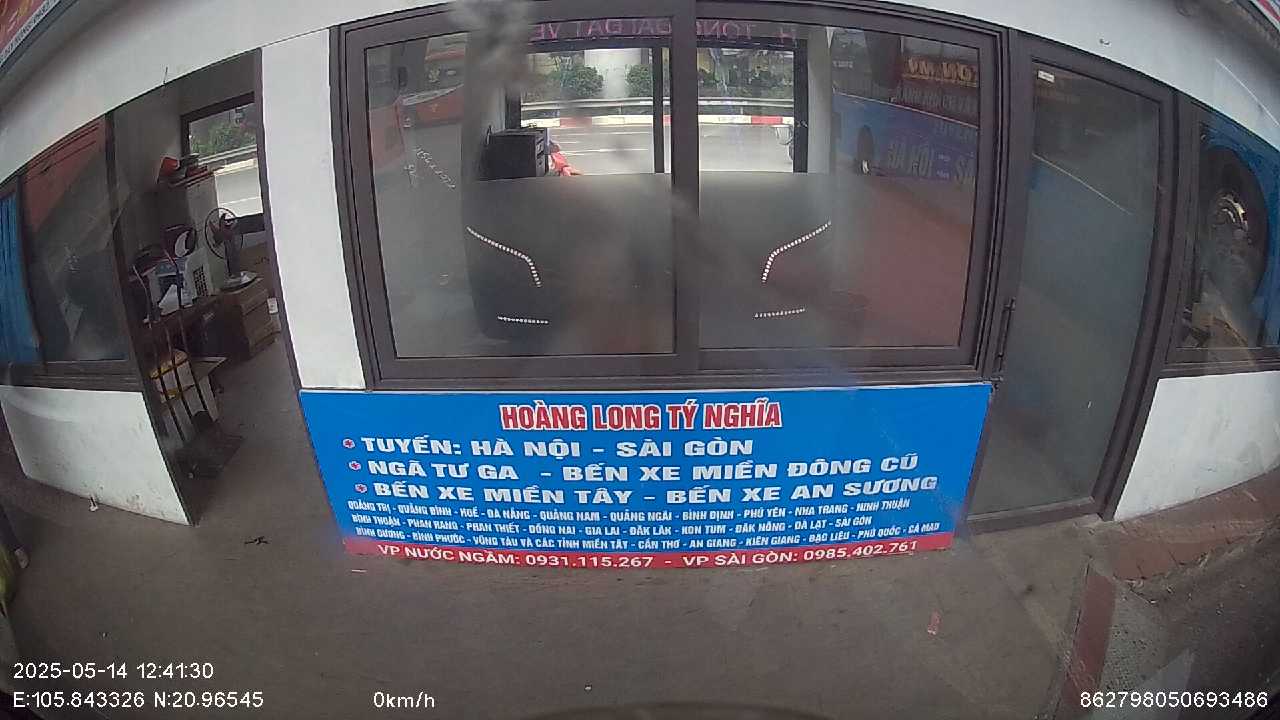 HOÀNG LONG TÝ NGHĨA
TUYẾN: HÀ NỘI - SÀI GÒN
NGÃ TƯ GA - BẾN XE MIỀN ĐÔNG CŨ
BẾN XE MIỀN TÂY - BẾN XE AN SƯƠNG
QUẢNG TRỊ - QUẢNG BÌNH - HUẾ - ĐÀ NẴNG - QUẢNG NAM - QUẢNG NGÃI - BÌNH ĐỊNH - PHÚ YÊN - NHA TRANG - NINH THUẬN
BÌNH THUẬN - PHAN RANG - PHAN THIẾT - ĐỒNG NAI - GIA LAI - ĐĂK LĂK - KON TUM - ĐĂK NÔNG - ĐÀ LẠT - SÀI GÒN
BÌNH DƯƠNG - BÌNH PHƯỚC - VŨNG TÀU VÀ CÁC TỈNH MIỀN TÂY - CẦN THƠ - AN GIANG - KIÊN GIANG - BẠC LIÊU - PHÚ QUỐC - CÀ MAU
VP NƯỚC NGẦM: 0931.115.267 - VP SÀI GÒN: 0985.402.761
2025-05-14 12:41:30
E:105.843326 N:20.96545 0km/h 862798050693486